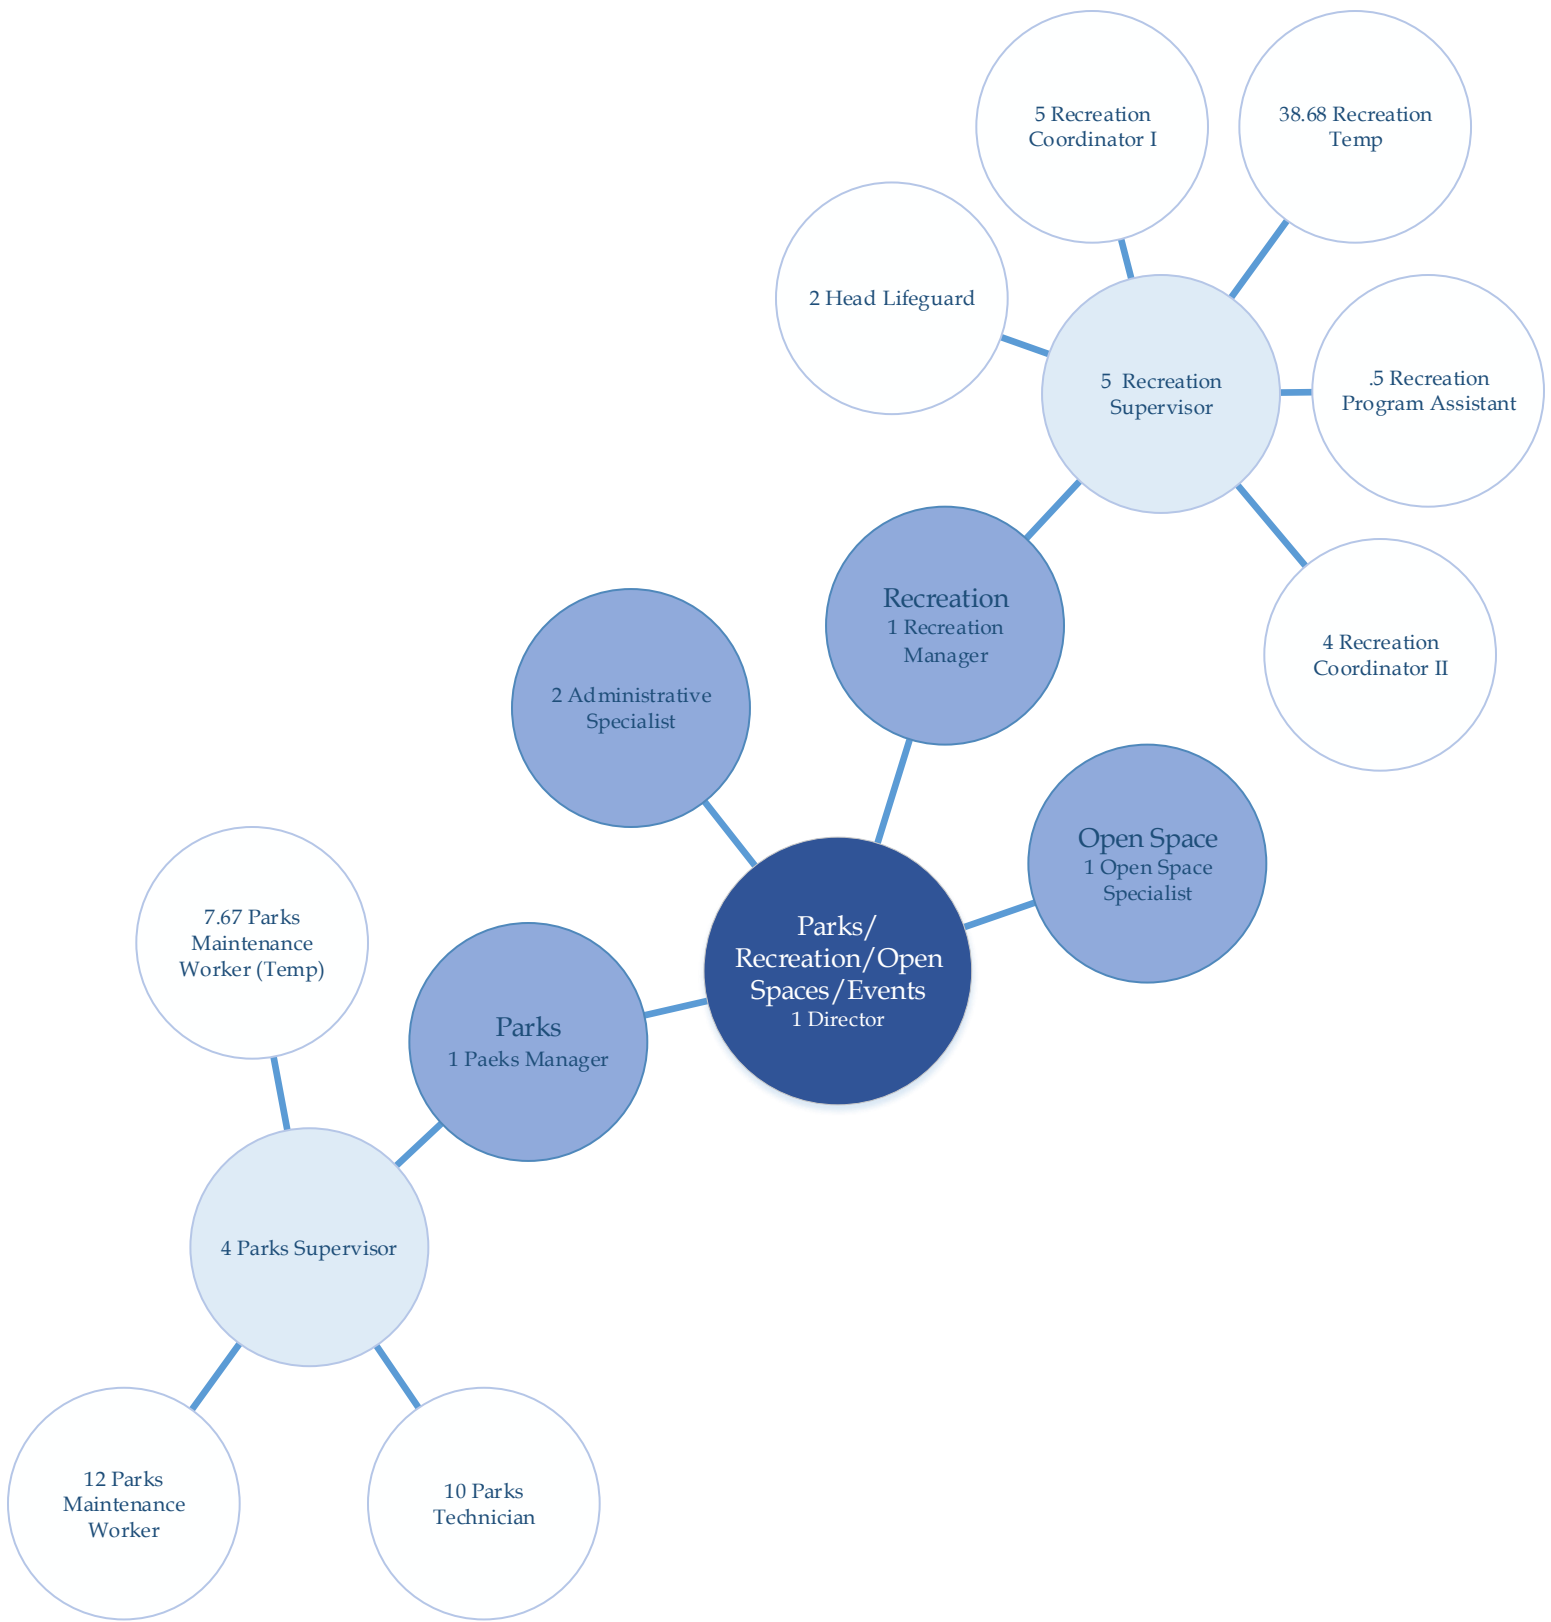 5 Recreation
Coordinator I
38.68 Recreation
Temp
2 Head Lifeguard
5  Recreation
Supervisor
.5 Recreation
Program Assistant
Recreation
1 Recreation
Manager
4 Recreation
Coordinator II
2 Administrative
Specialist
Open Space
1 Open Space
Specialist
7.67 Parks
Maintenance
Worker (Temp)
Parks/
Recreation/Open
Spaces/Events
1 Director
Parks
1 Paeks Manager
4 Parks Supervisor
12 Parks
Maintenance
Worker
10 Parks
Technician